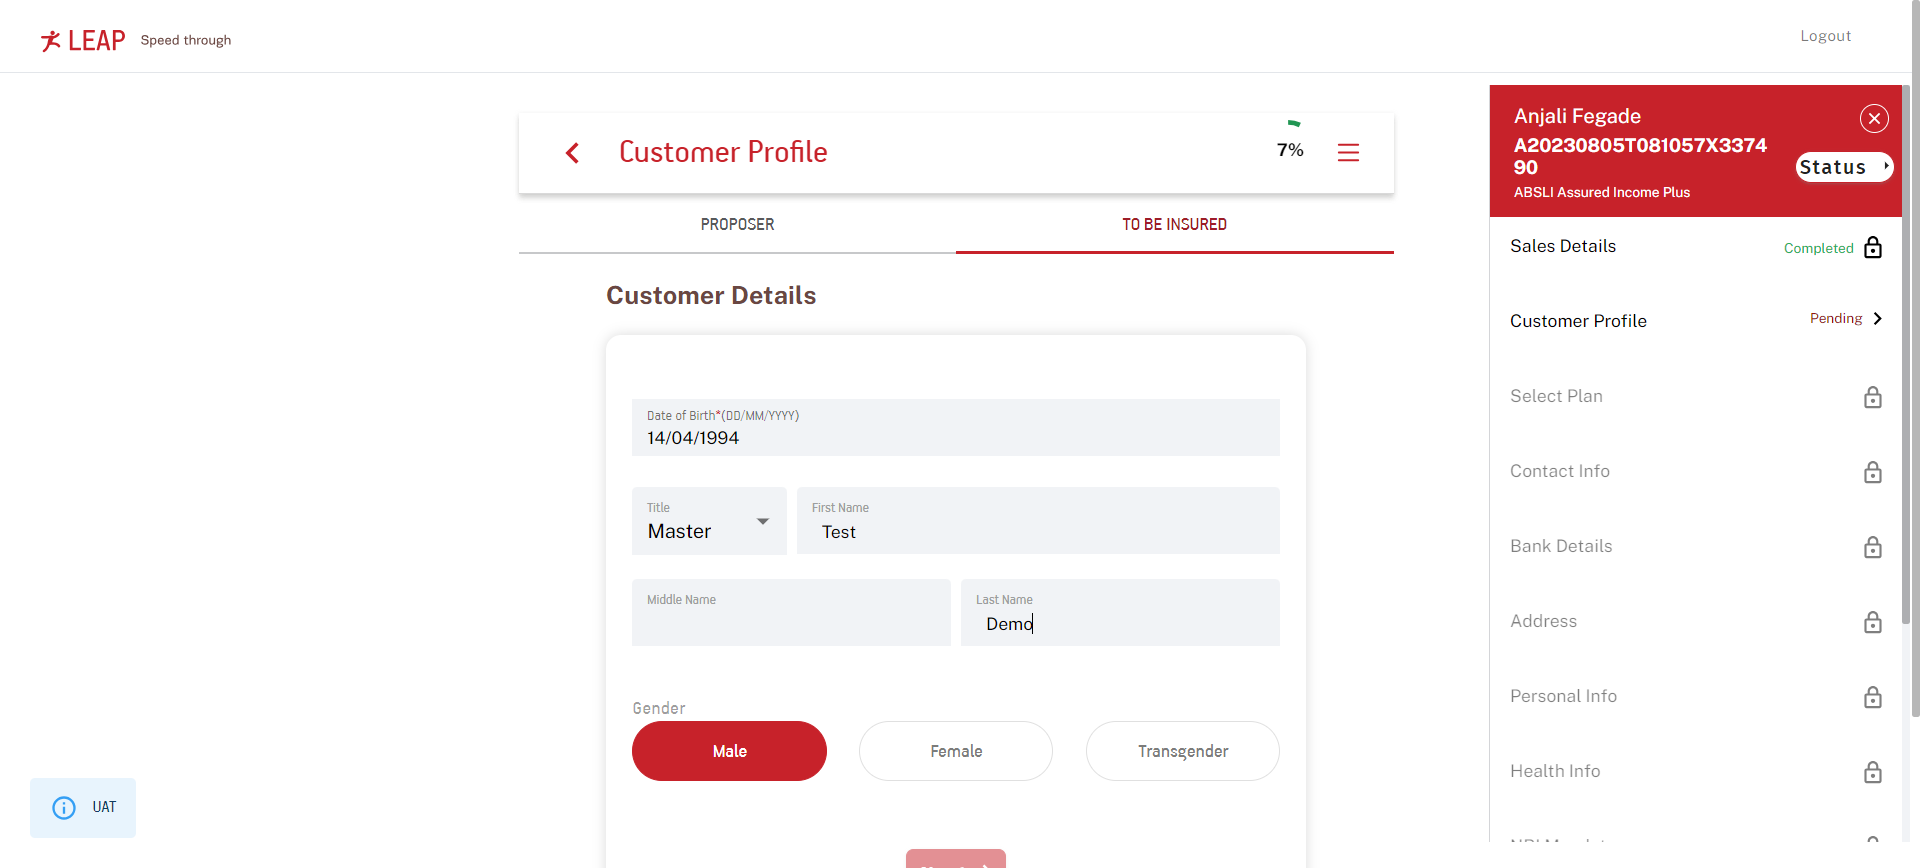 LEAP Speed through
Logout
Customer Profile
7%
PROPOSER
TO BE INSURED
Customer Details
Date of Birth*(DD/MM/YYYY)
14/04/1994
Title
Master
First Name
Test
Middle Name
Last Name
Demo
Gender
Male
Female
Transgender
UAT
Anjali Fegade
A20230805T081057X3374
90
Status
ABSLI Assured Income Plus
Sales Details
Completed
Customer Profile
Pending
Select Plan
Contact Info
Bank Details
Address
Personal Info
Health Info